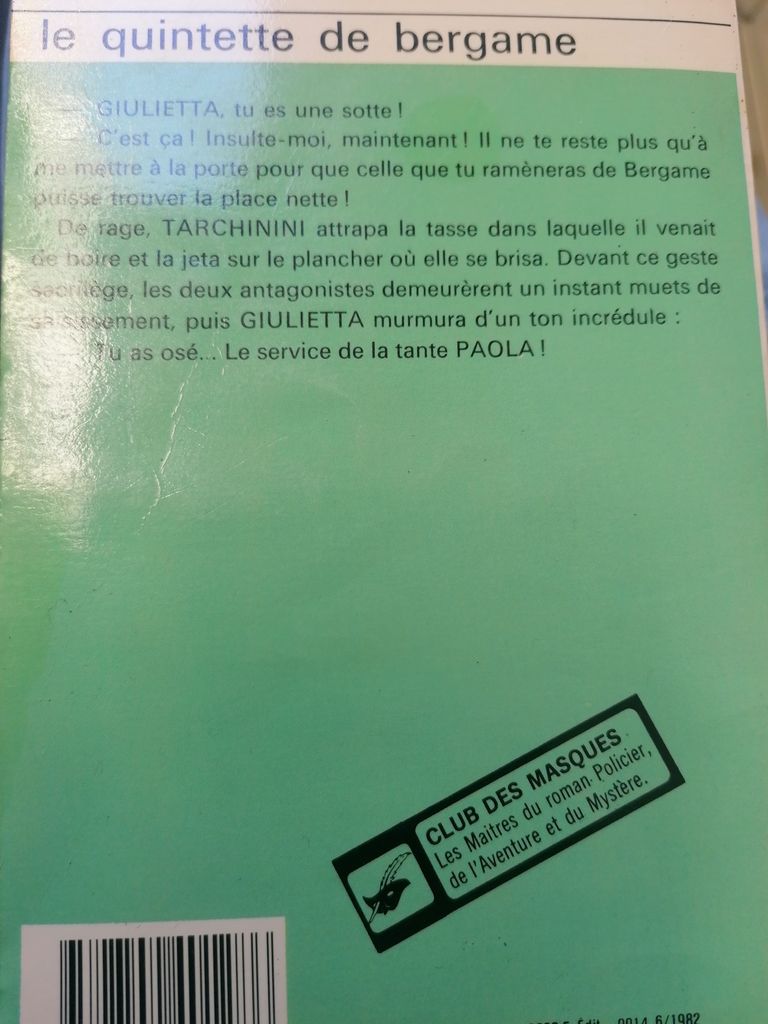 le quintette de bergame
— GIULIETTA, tu es une sotte !
— C'est ça ! Insulte-moi, maintenant ! Il ne te reste plus qu'à
me mettre à la porte pour que celle que tu ramèneras de Bergame
puisse trouver la place nette !
De rage, TARCHININI attrapa la tasse dans laquelle il venait
de boire et la jeta sur le plancher où elle se brisa. Devant ce geste
sacrilège, les deux antagonistes demeurèrent un instant muets de
saisissement, puis GIULIETTA murmura d'un ton incrédule :
— Tu as osé... Le service de la tante PAOLA !
CLUB DES MASQUES
Les Maîtres du roman Policier,
de l'Aventure et du Mystère.
Édit. 0014 6/1982